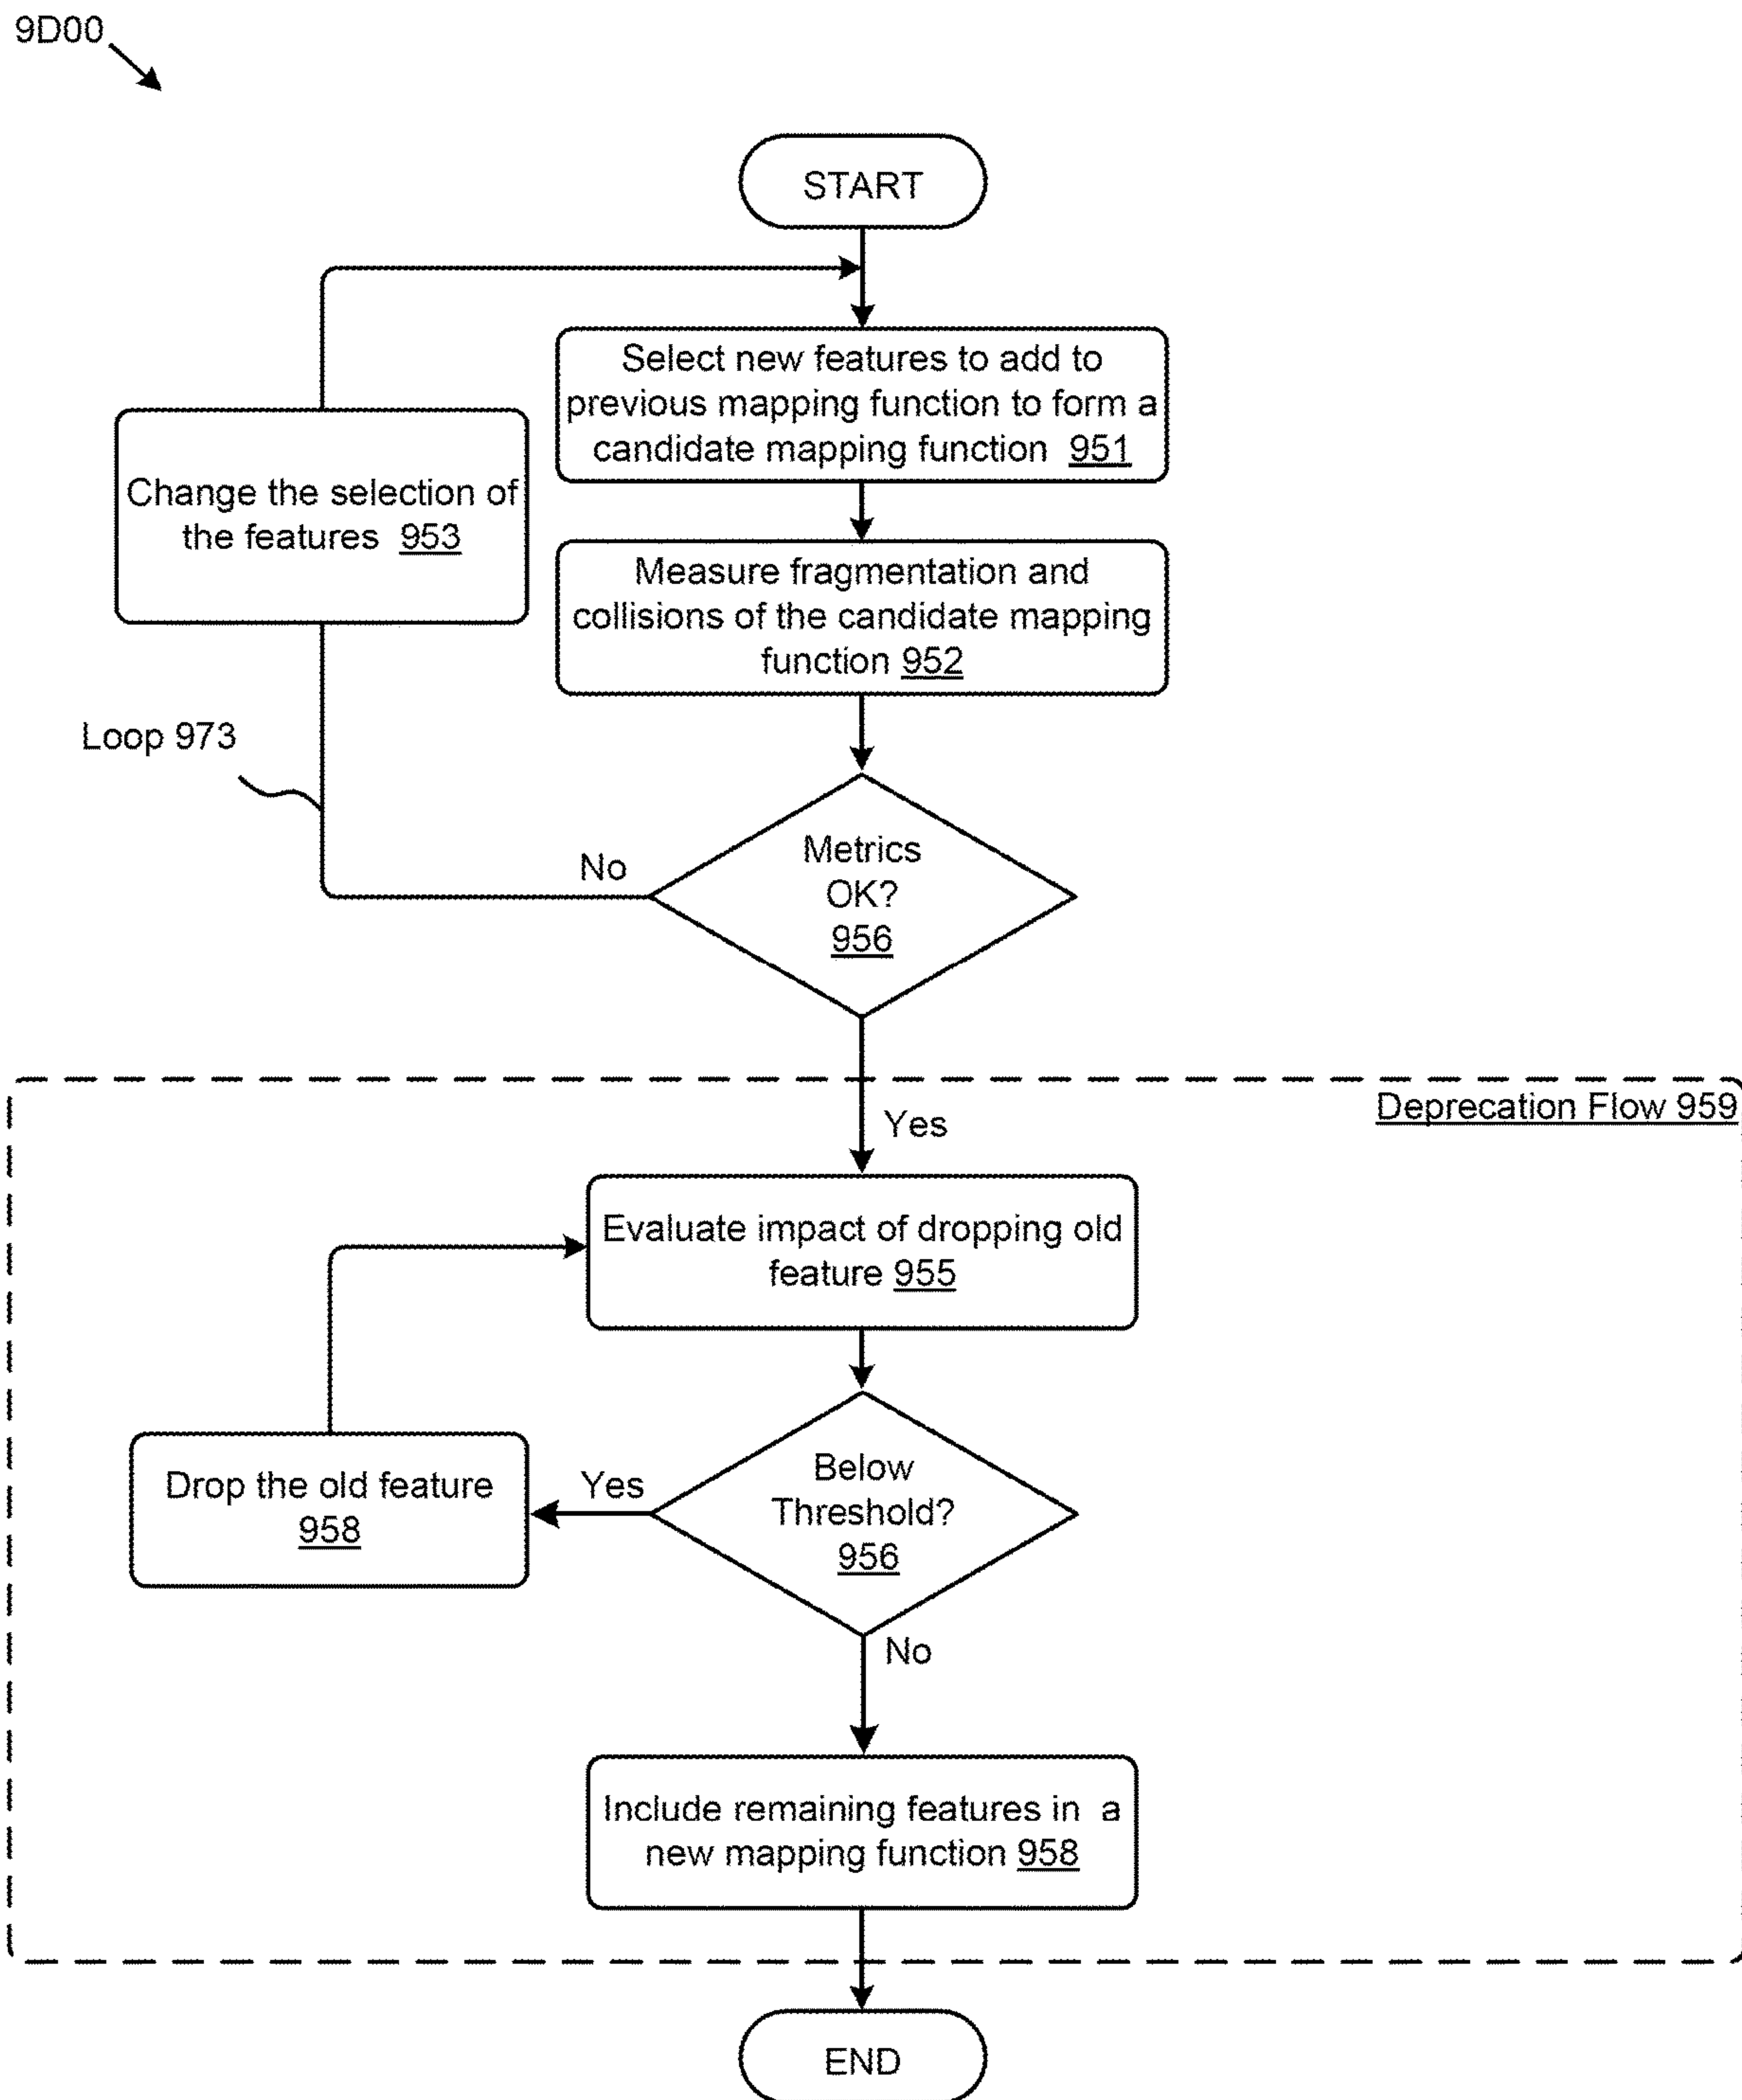 9D00
START
Select new features to add to
previous mapping function to form a
candidate mapping function 951
Change the selection of
the features 953
Measure fragmentation and
collisions of the candidate mapping
function 952
Loop 973
No
Metrics
OK?
956
Deprecation Flow 959
Yes
Evaluate impact of dropping old
feature 955
Drop the old feature
958
Yes
Below
Threshold?
956
No
Include remaining features in a
new mapping function 958
END